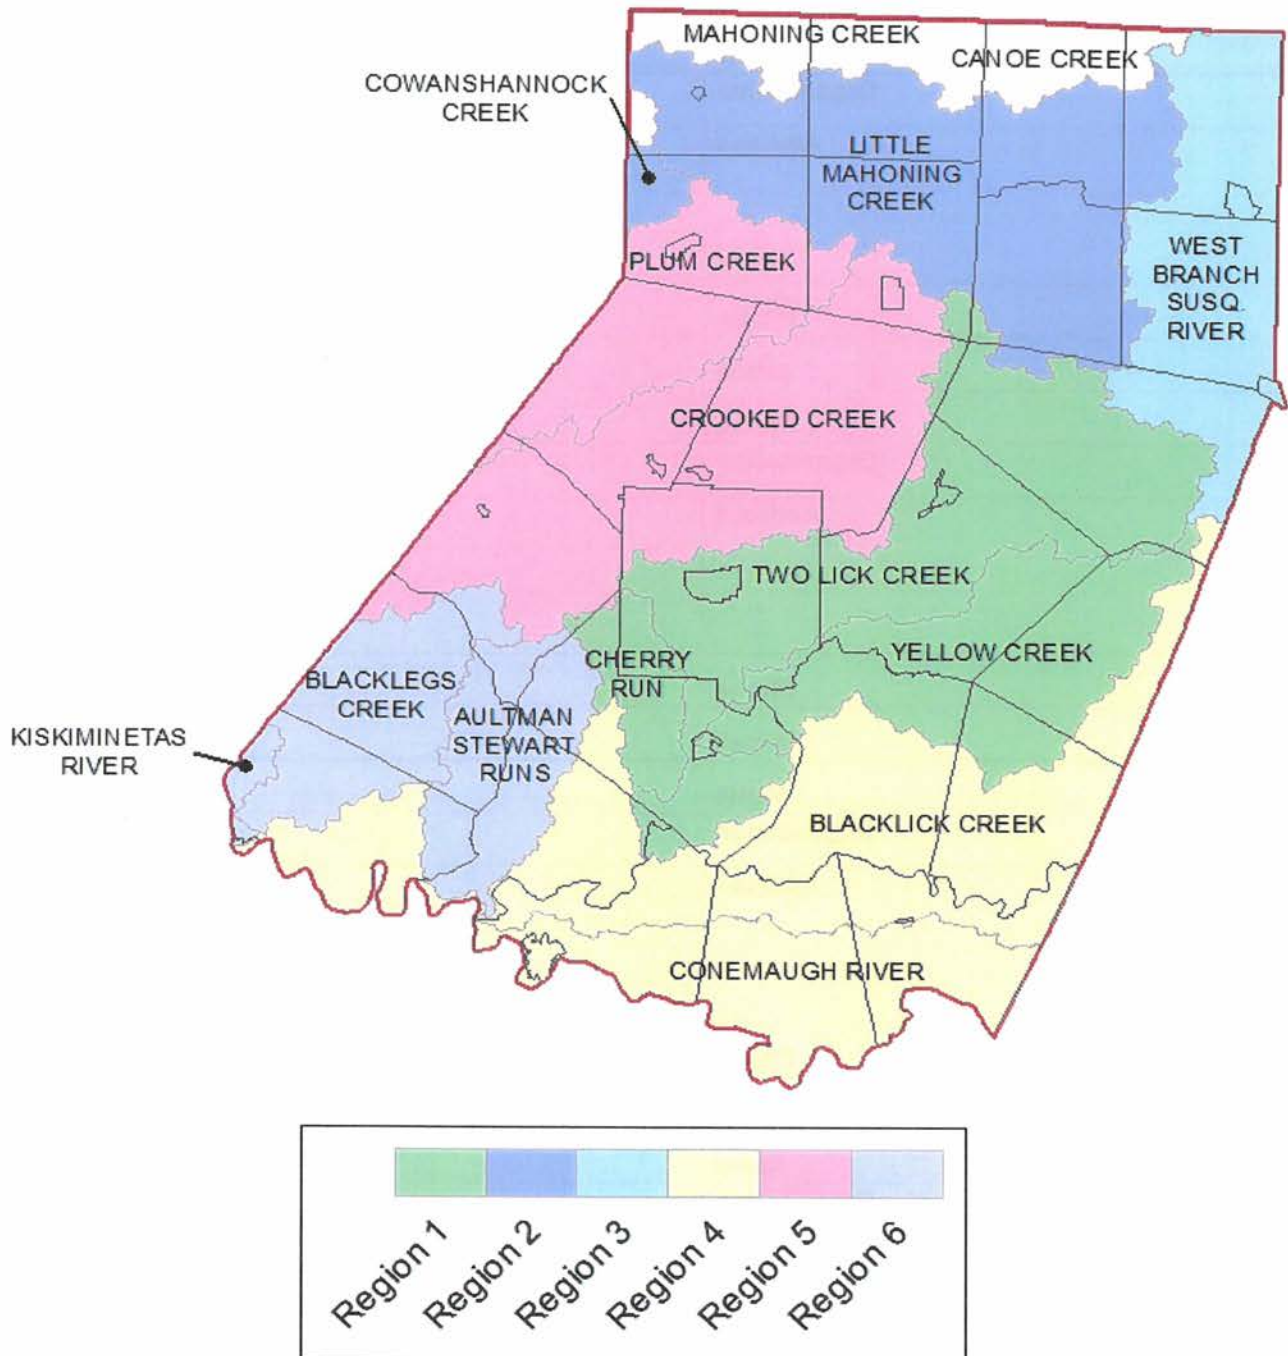 MAHONING CREEK
CANOE CREEK
COWANSHANNOCK
CREEK
LITTLE
MAHONING
CREEK
WEST
BRANCH
SUSQ.
RIVER
PLUM CREEK
CROOKED CREEK
TWO LICK CREEK
YELLOW CREEK
CHERRY
RUN
BLACKLEGS
CREEK
AULTMAN
STEWART
RUNS
KISKIMINETAS
RIVER
BLACKLICK CREEK
CONEMAUGH RIVER
Region 1
Region 2
Region 3
Region 4
Region 5
Region 6